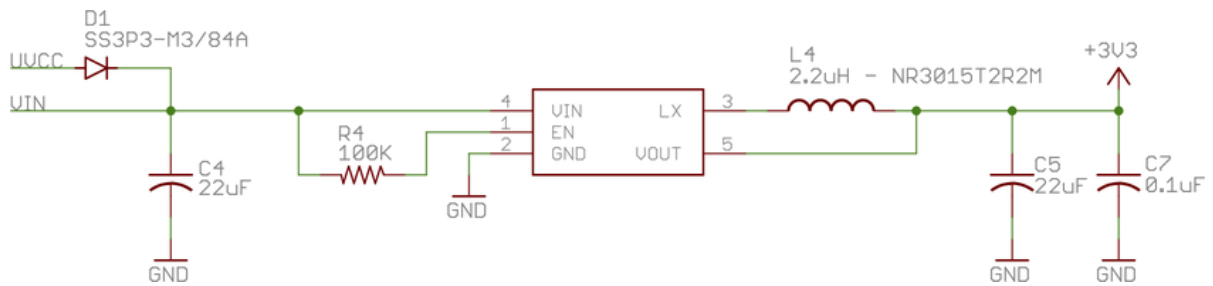 D1
SS3P3-M3/84A
UVCC
VIN
C4
22uF
GND
R4
100K
GND
4
1
2
VIN
EN
GND
LX
VOUT
3
5
L4
2.2uH - NR3015T2R2M
+3V3
C5
22uF
GND
C7
0.1uF
GND